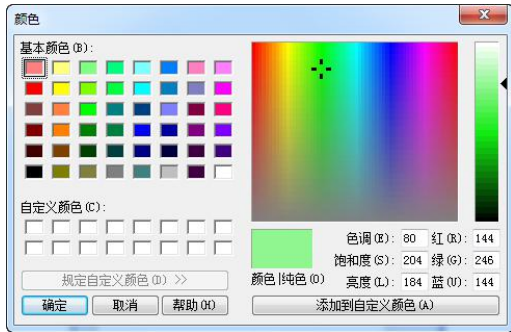 颜色
基本颜色(B):
自定义颜色(C):
规定自定义颜色(D) >>
确定 取消 帮助(H)
颜色|纯色(O)
色调(E): 80 红(R): 144
饱和度(S): 204 绿(G): 246
亮度(L): 184 蓝(U): 144
添加到自定义颜色(A)